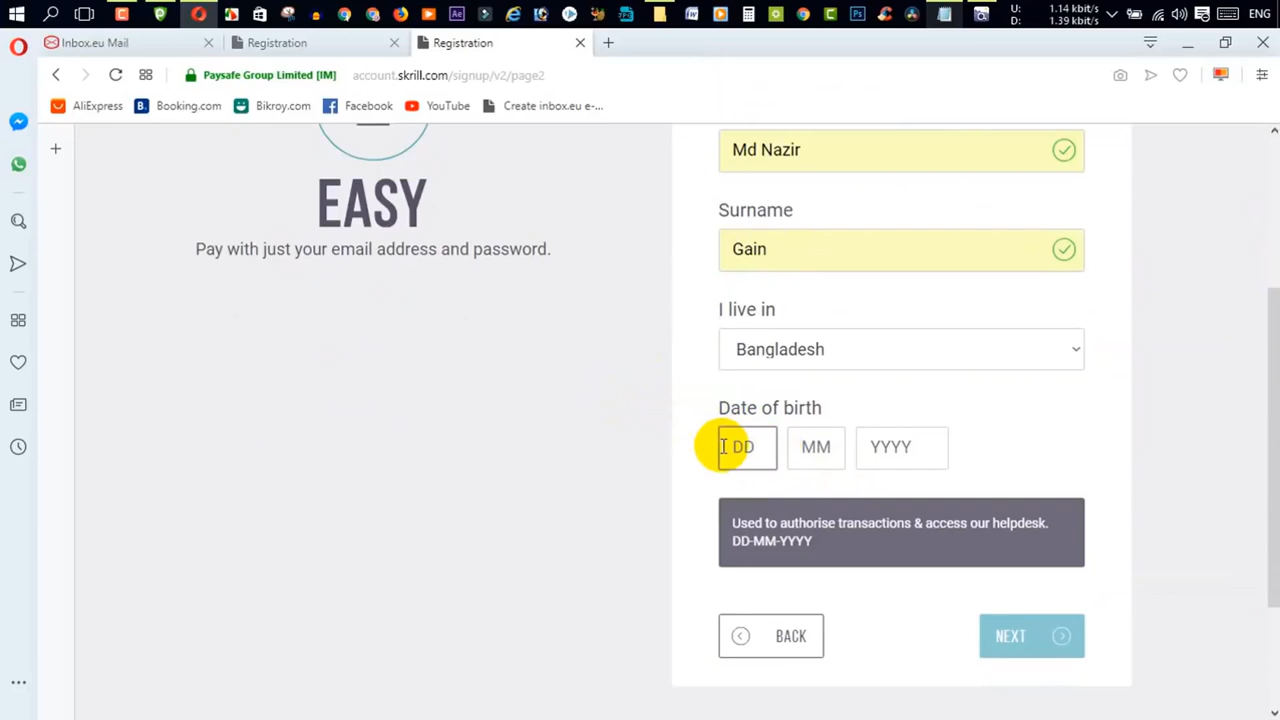 U: 1.14 kbit/s
D: 1.39 kbit/s
ENG
Inbox.eu Mail
Registration
Registration
Paysafe Group Limited [IM]
account.skrill.com/signup/v2/page2
AliExpress
Booking.com
Bikroy.com
Facebook
YouTube
Create inbox.eu e-...
EASY
Pay with just your email address and password.
Md Nazir
Surname
Gain
I live in
Bangladesh
Date of birth
DD MM YYYY
Used to authorise transactions & access our helpdesk.
DD-MM-YYYY
BACK
NEXT